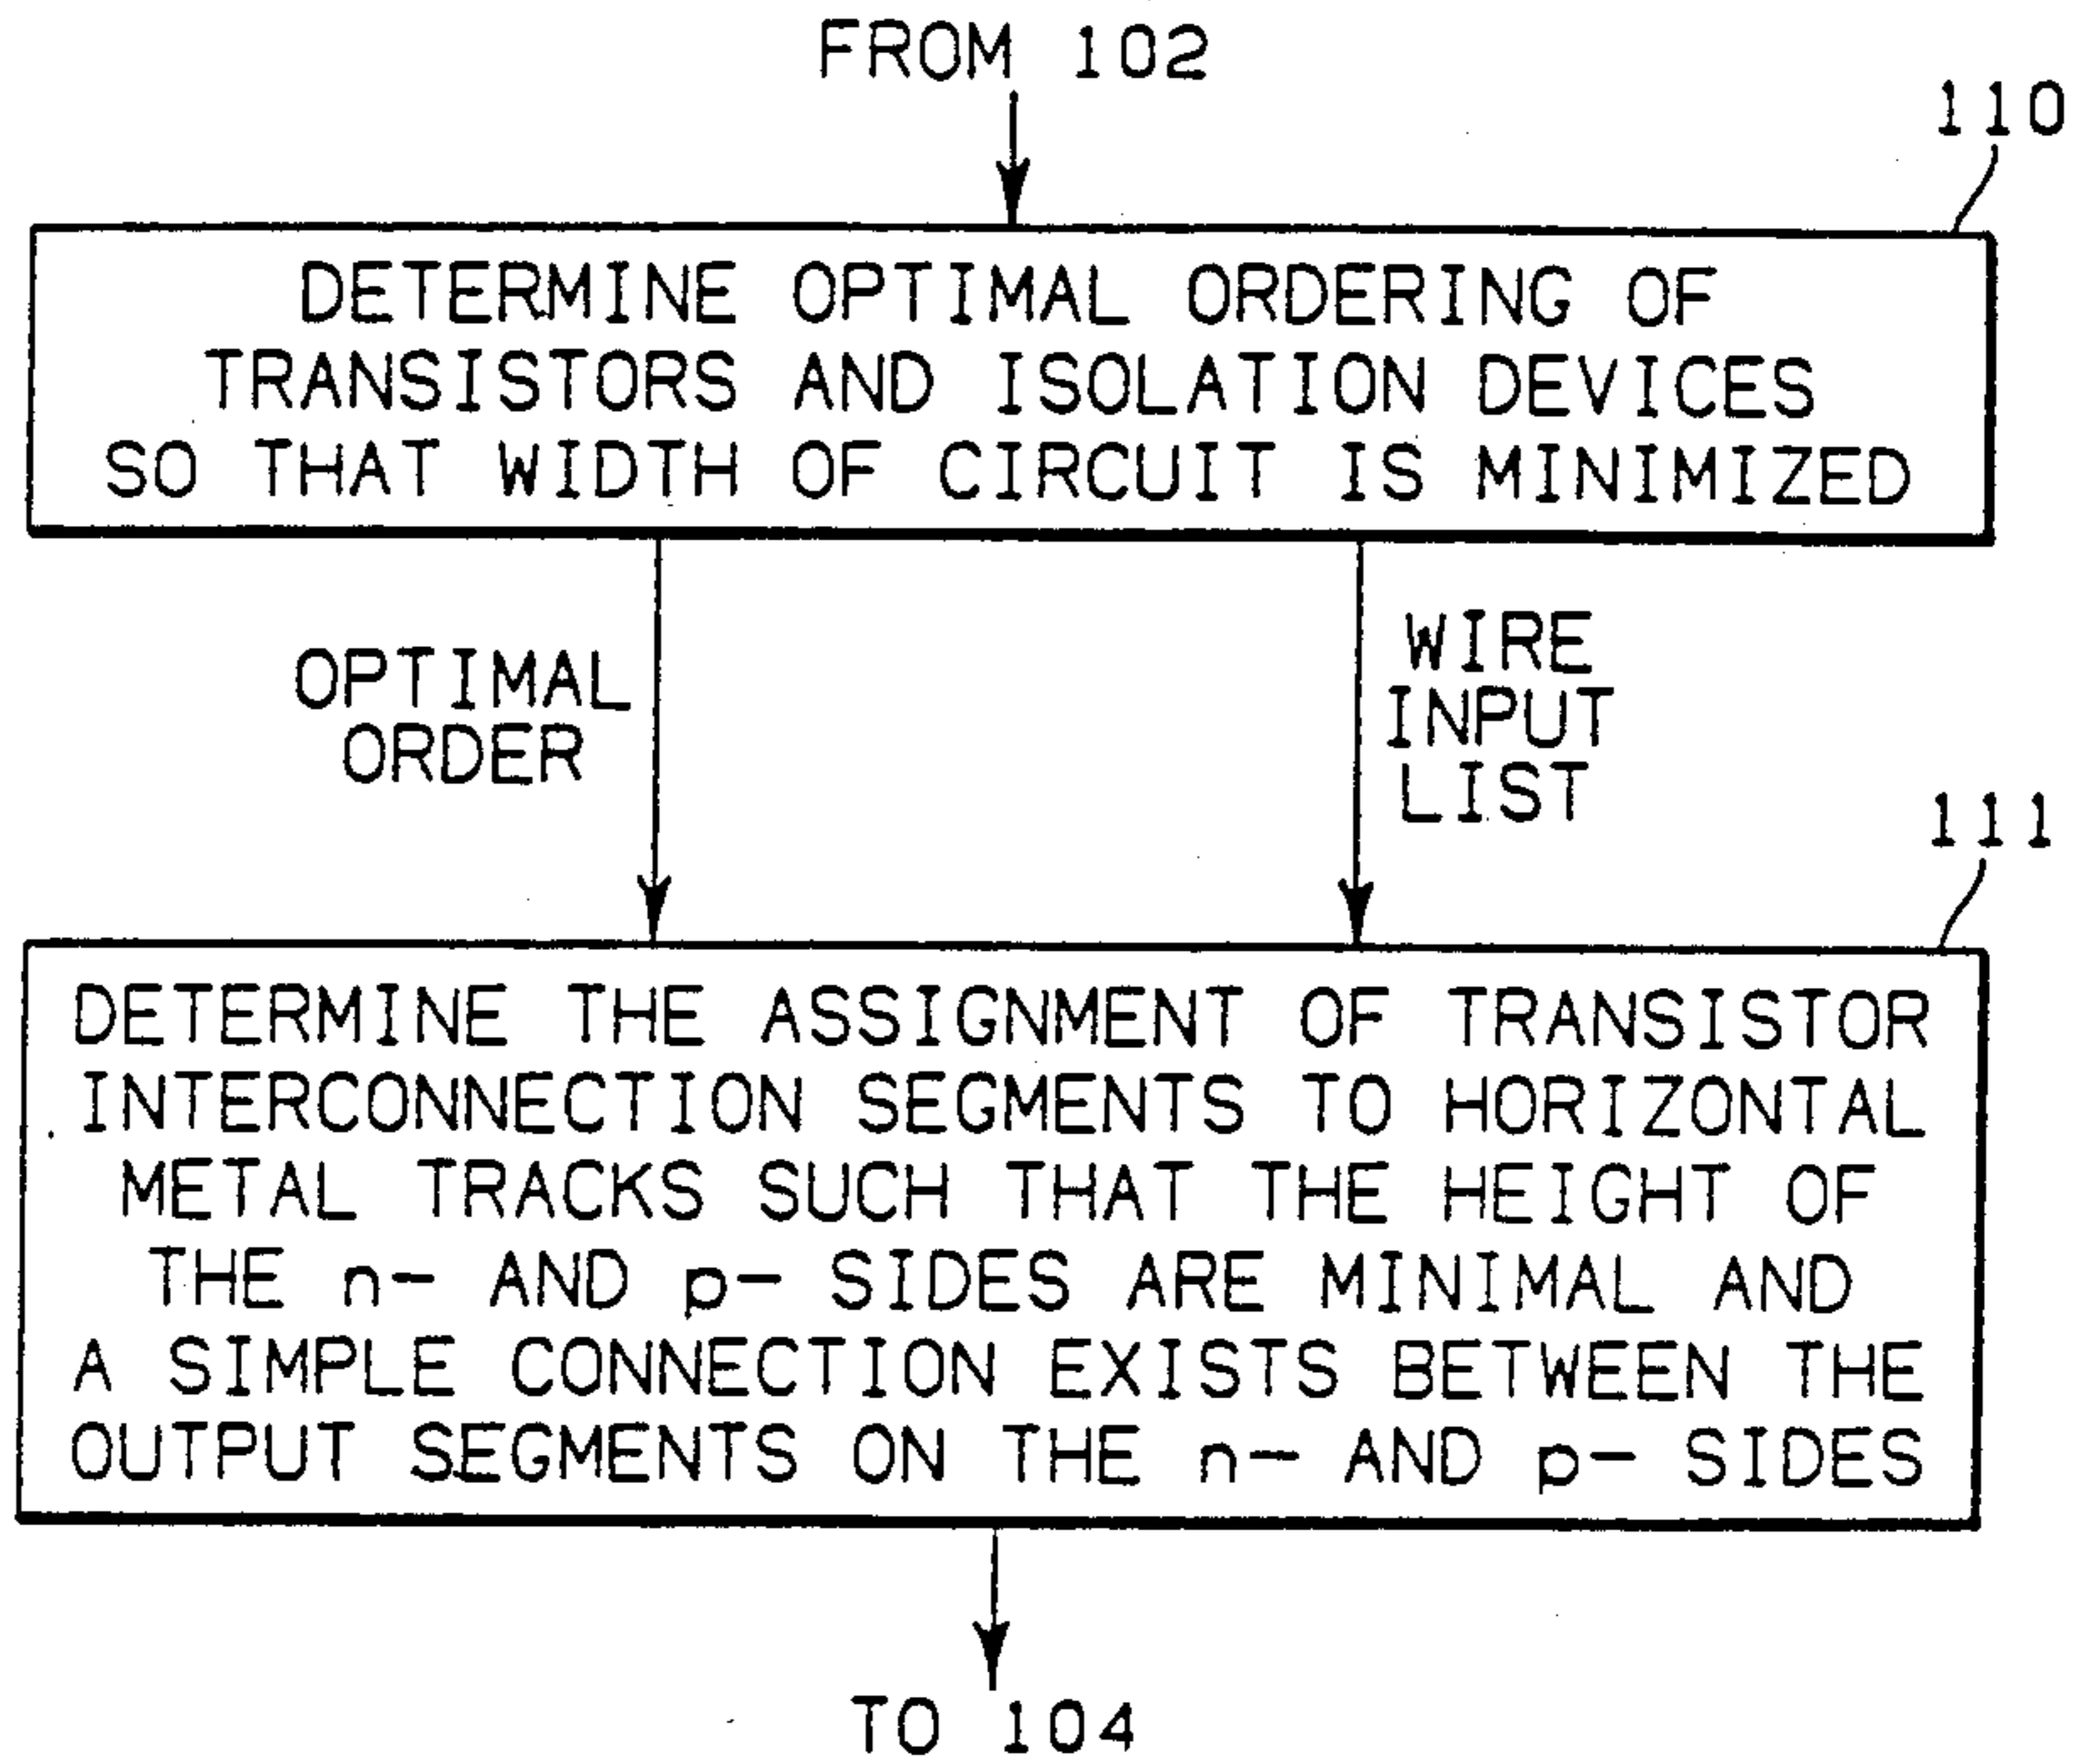 FROM 102
110
DETERMINE OPTIMAL ORDERING OF
TRANSISTORS AND ISOLATION DEVICES
SO THAT WIDTH OF CIRCUIT IS MINIMIZED
OPTIMAL
ORDER
WIRE
INPUT
LIST
111
DETERMINE THE ASSIGNMENT OF TRANSISTOR
INTERCONNECTION SEGMENTS TO HORIZONTAL
METAL TRACKS SUCH THAT THE HEIGHT OF
THE n- AND p- SIDES ARE MINIMAL AND
A SIMPLE CONNECTION EXISTS BETWEEN THE
OUTPUT SEGMENTS ON THE n- AND p- SIDES
TO 104